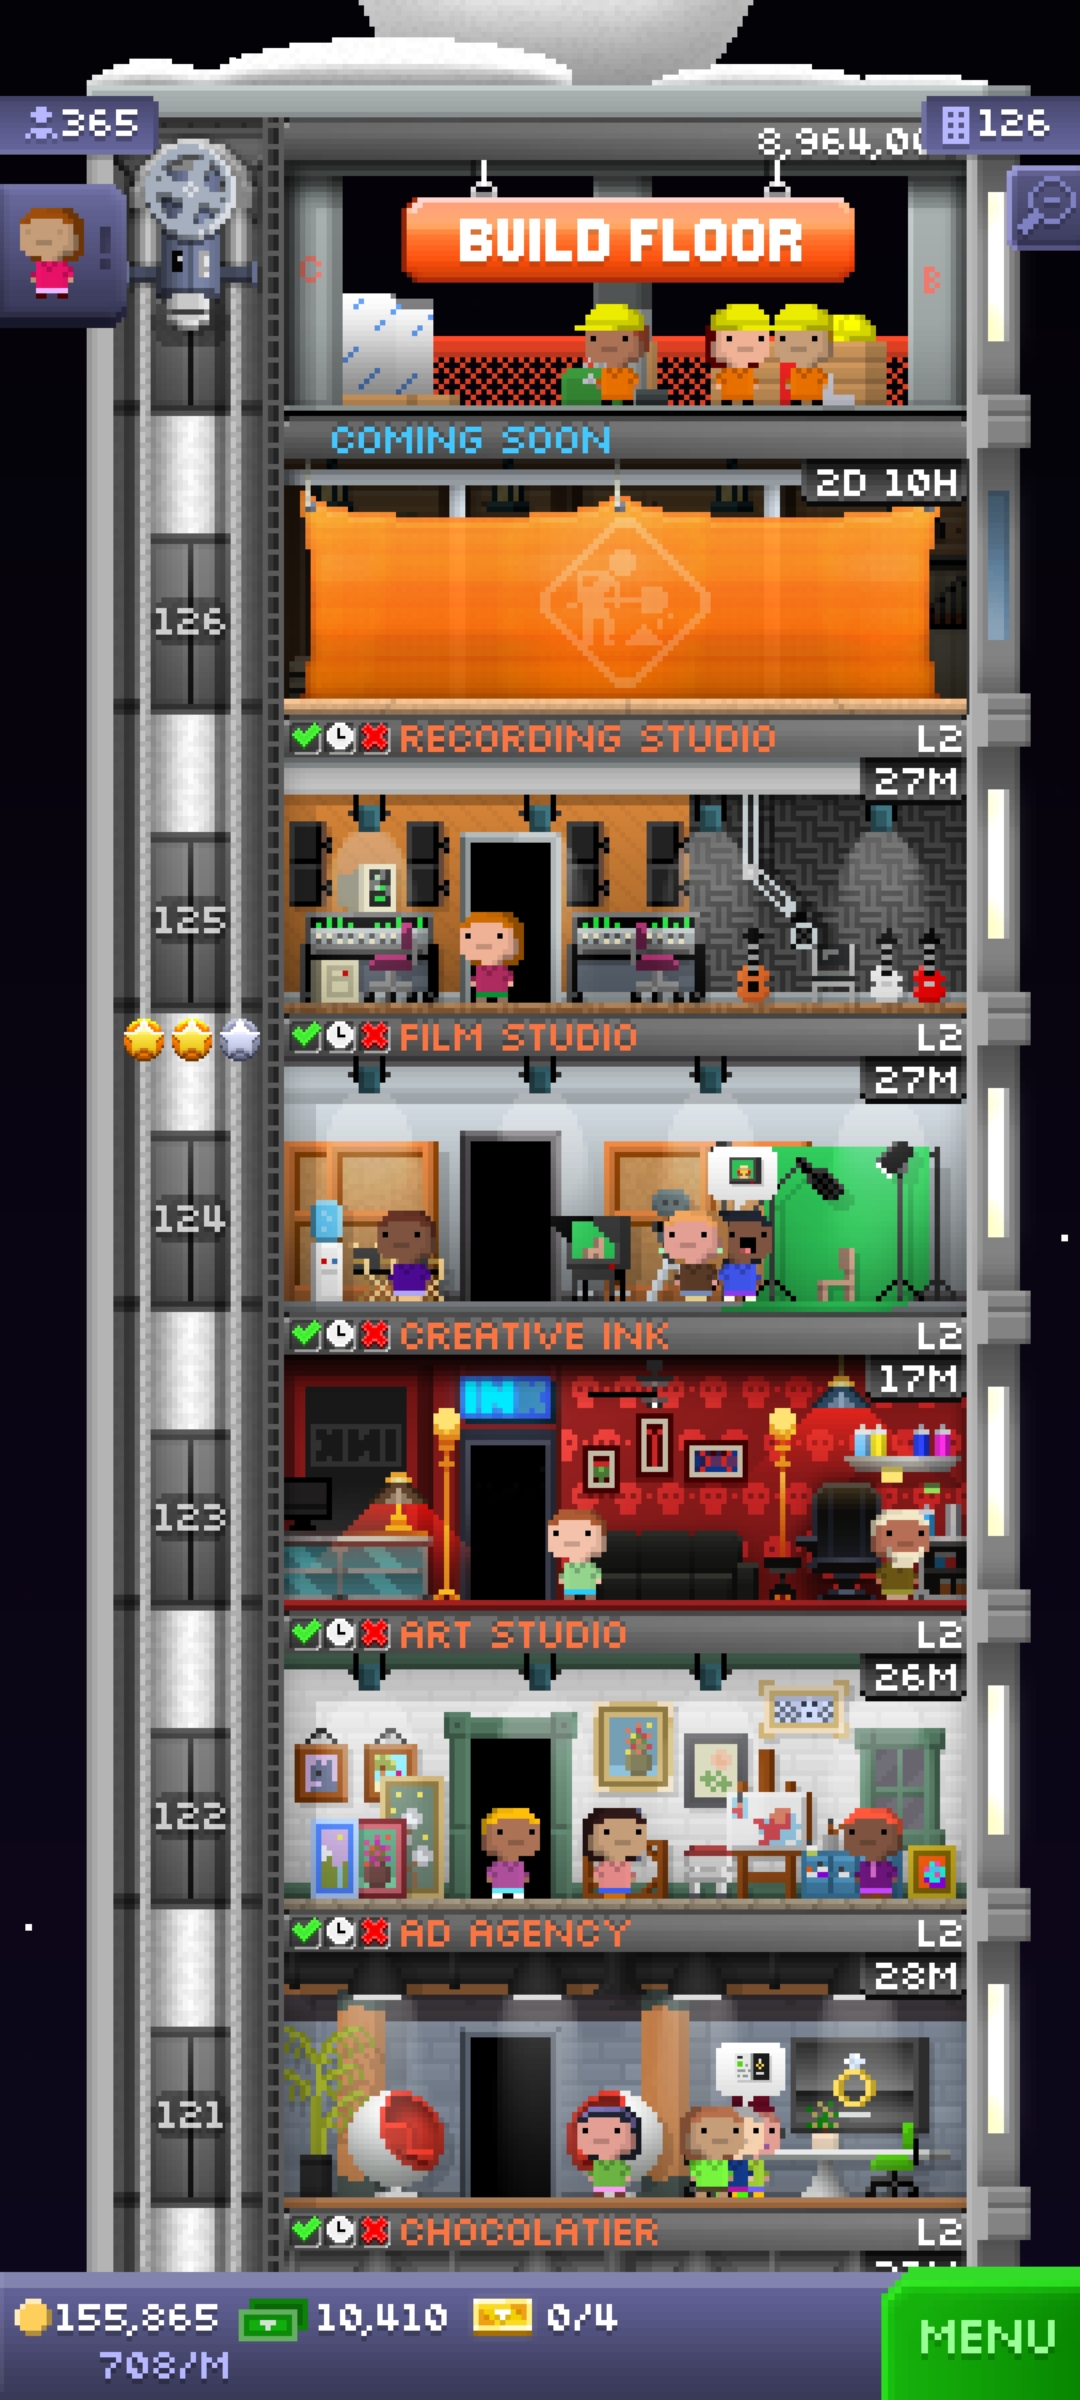 365
126
8,964,00
BUILD FLOOR
C
B
COMING SOON
2D 10H
126
RECORDING STUDIO L2
27M
125
FILM STUDIO L2
27M
124
CREATIVE INK L2
17M
INK
123
ART STUDIO L2
26M
122
AD AGENCY L2
28M
121
CHOCOLATIER L2
155,865 10,410 0/4
708/M
MENU